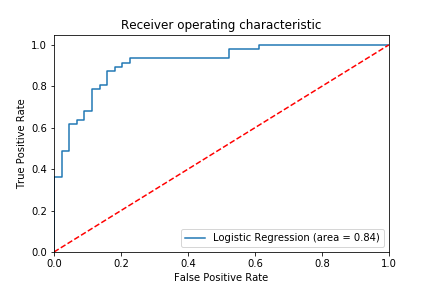 Receiver operating characteristic
1.0
0.8
0.6
0.4
0.2
0.0
True Positive Rate
Logistic Regression (area = 0.84)
0.0 0.2 0.4 0.6 0.8 1.0
False Positive Rate